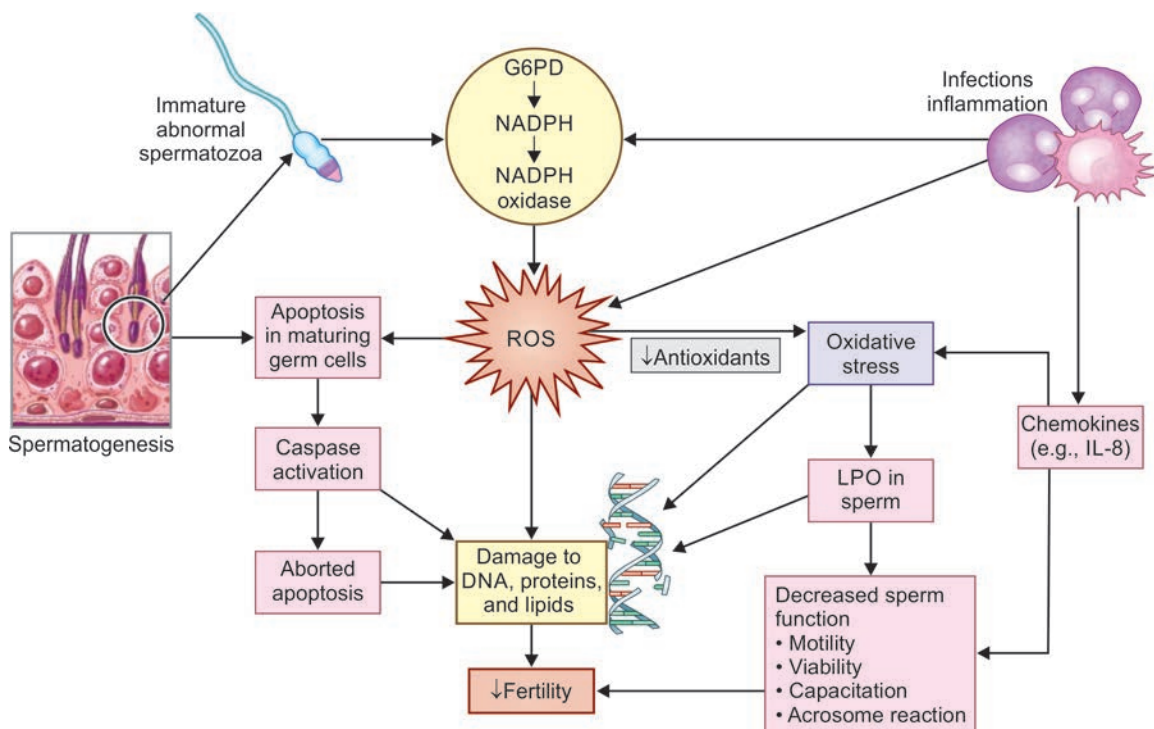 Immature
abnormal
spermatozoa
G6PD
NADPH
NADPH
oxidase
Infections
inflammation
Spermatogenesis
Apoptosis
in maturing
germ cells
ROS
↓Antioxidants
Oxidative
stress
Chemokines
(e.g., IL-8)
Caspase
activation
LPO in
sperm
Aborted
apoptosis
Damage to
DNA, proteins,
and lipids
Decreased sperm
function
• Motility
• Viability
• Capacitation
• Acrosome reaction
↓Fertility